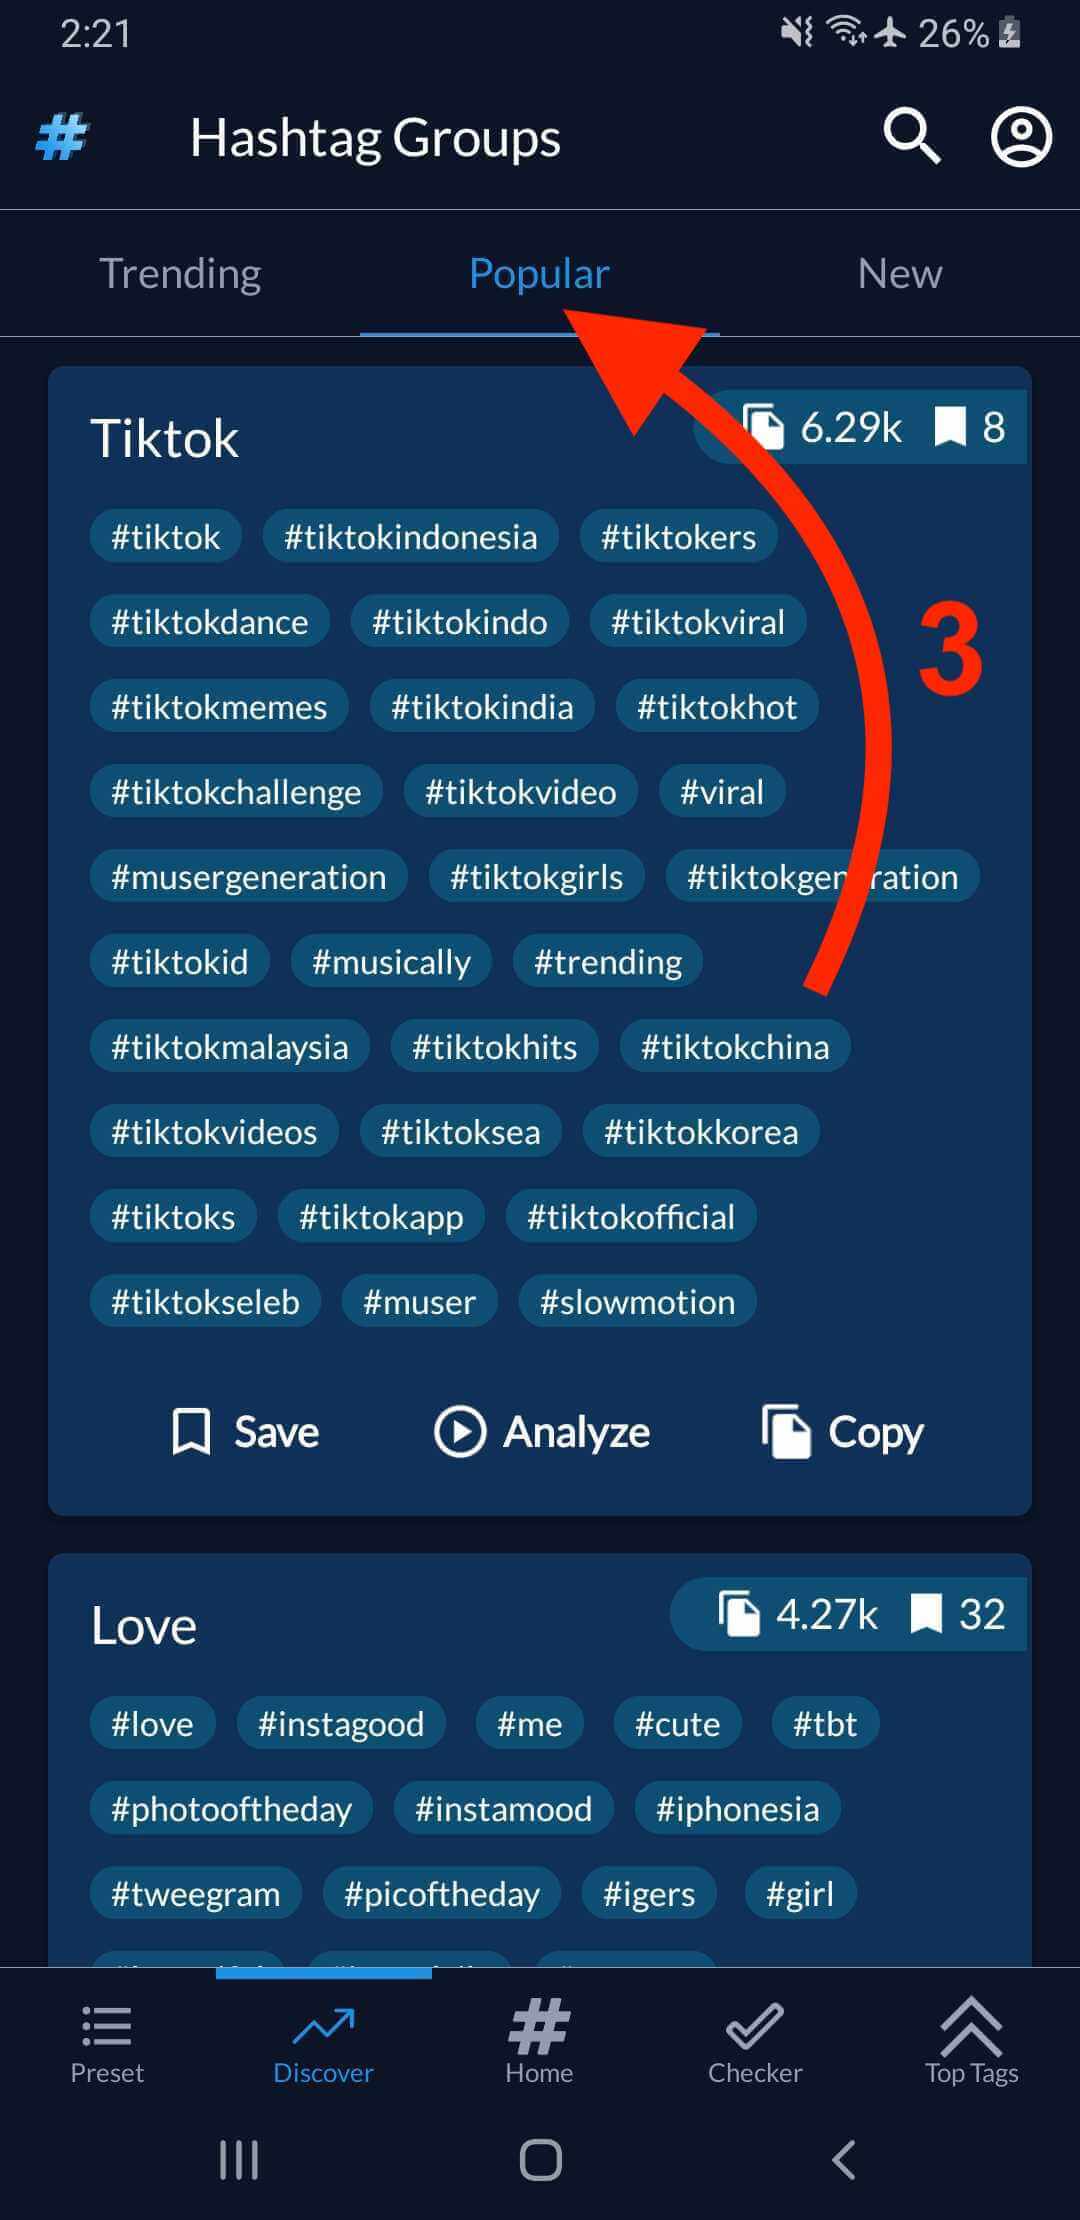 2:21 26%
# Hashtag Groups
Trending Popular New
Tiktok 6.29k 8
#tiktok #tiktokindonesia #tiktokers
#tiktokdance #tiktokindo #tiktokviral
3
#tiktokmemes #tiktokindia #tiktokhot
#tiktokchallenge #tiktokvideo #viral
#musergeneration #tiktokgirls #tiktokgeneration
#tiktokid #musically #trending
#tiktokmalaysia #tiktokhits #tiktokchina
#tiktokvideos #tiktoksea #tiktokkorea
#tiktoks #tiktokapp #tiktokofficial
#tiktokseleb #muser #slowmotion
Save Analyze Copy
Love 4.27k 32
#love #instagood #me #cute #tbt
#photooftheday #instamood #iphonesia
#tweegram #picoftheday #igers #girl
Preset Discover Home Checker Top Tags